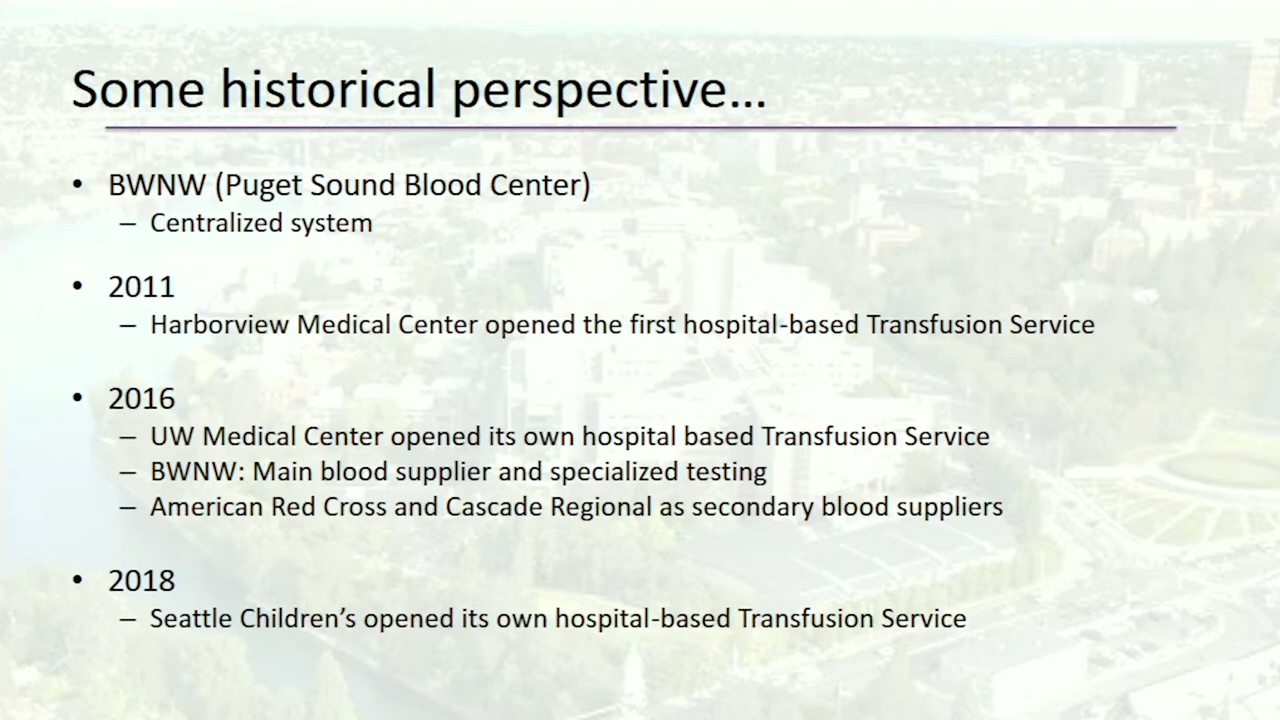 Some historical perspective…
• BWNW (Puget Sound Blood Center)
– Centralized system
• 2011
– Harborview Medical Center opened the first hospital-based Transfusion Service
• 2016
– UW Medical Center opened its own hospital based Transfusion Service
– BWNW: Main blood supplier and specialized testing
– American Red Cross and Cascade Regional as secondary blood suppliers
• 2018
– Seattle Children’s opened its own hospital-based Transfusion Service